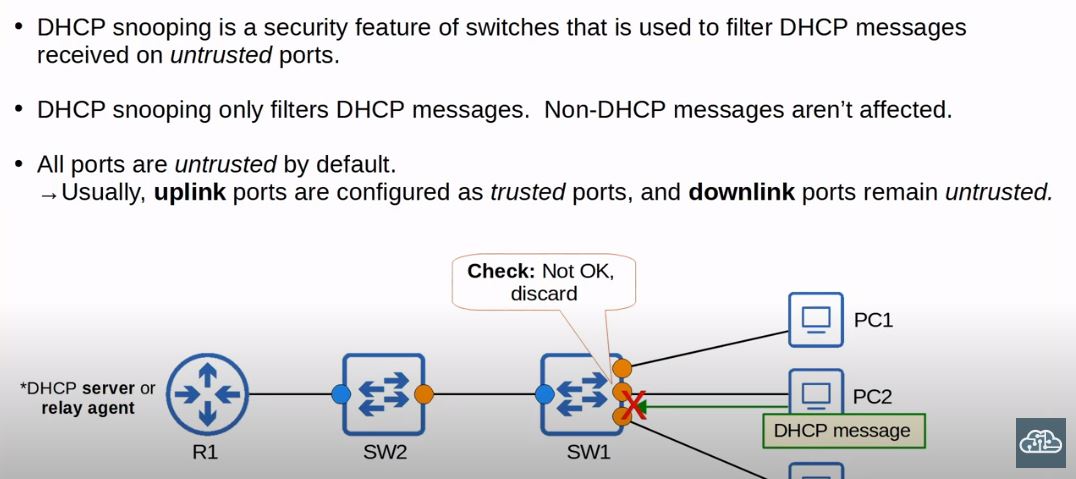 • DHCP snooping is a security feature of switches that is used to filter DHCP messages
received on untrusted ports.
• DHCP snooping only filters DHCP messages.  Non-DHCP messages aren’t affected.
• All ports are untrusted by default.
→Usually, uplink ports are configured as trusted ports, and downlink ports remain untrusted.
Check: Not OK,
discard
PC1
*DHCP server or
relay agent
PC2
X
DHCP message
R1
SW2
SW1